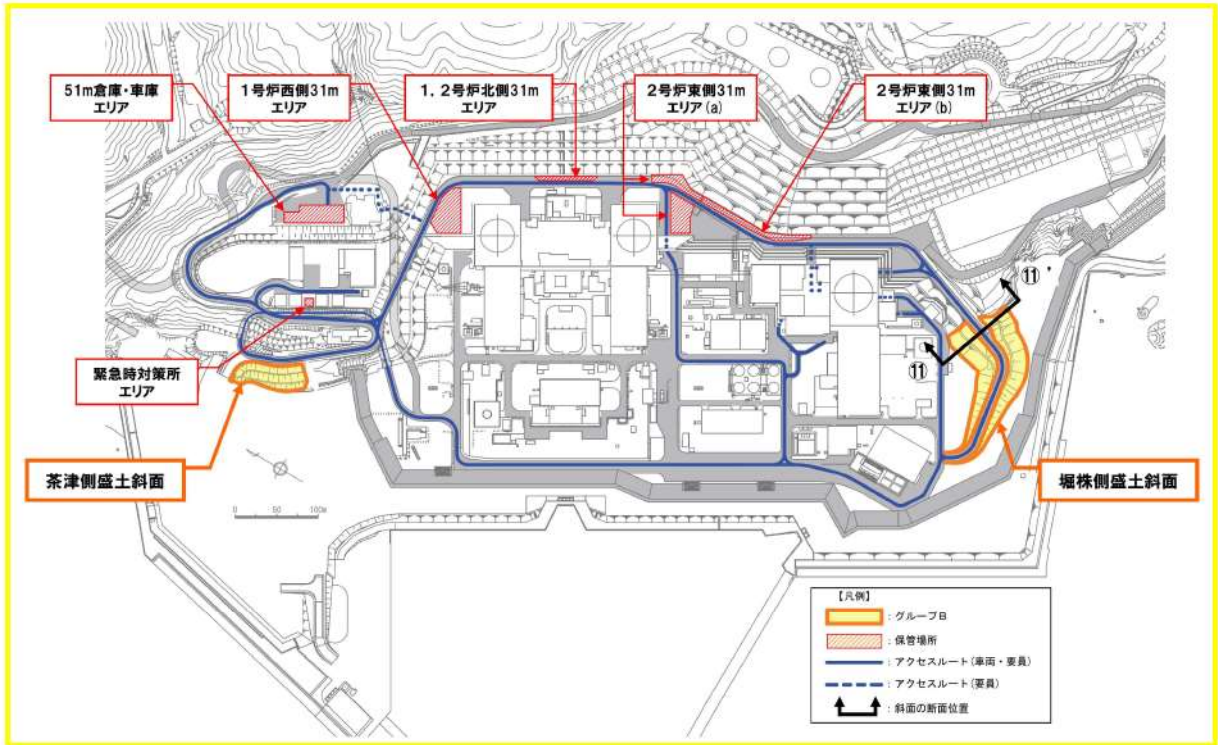 51m倉庫・車庫
エリア
1号炉西側31m
エリア
1，2号炉北側31m
エリア
2号炉東側31m
エリア(a)
2号炉東側31m
エリア(b)
⑪
⑪
緊急時対策所
エリア
茶津側盛土斜面
堀株側盛土斜面
0 50 100m
【凡例】
：グループB
：保管場所
：アクセスルート(車両・要員)
：アクセスルート(要員)
：斜面の断面位置